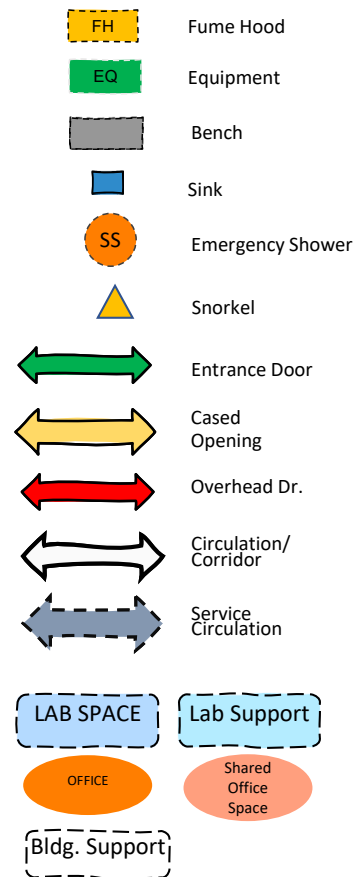 FH Fume Hood
EQ Equipment
Bench
Sink
SS Emergency Shower
Snorkel
Entrance Door
Cased
Opening
Overhead Dr.
Circulation/
Corridor
Service
Circulation
LAB SPACE
Lab Support
OFFICE
Shared
Office
Space
Bldg. Support